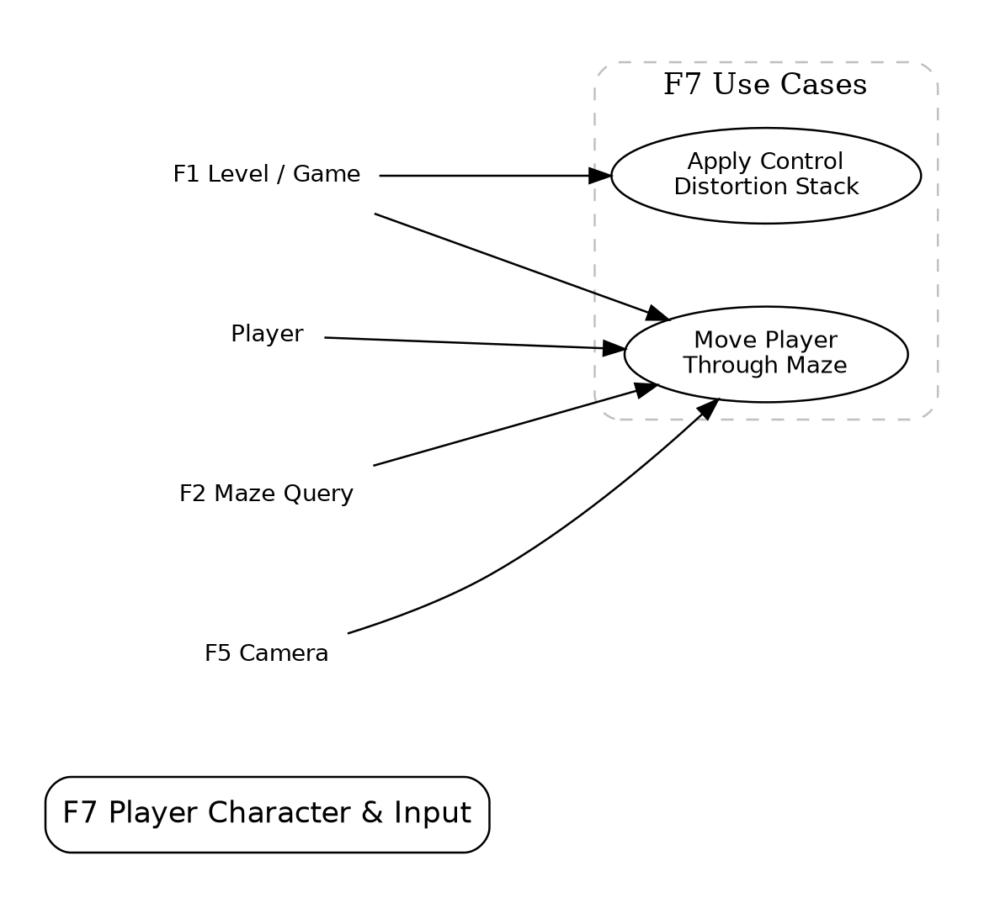 F7 Use Cases
Apply Control
Distortion Stack
F1 Level / Game
Player
Move Player
Through Maze
F2 Maze Query
F5 Camera
F7 Player Character & Input